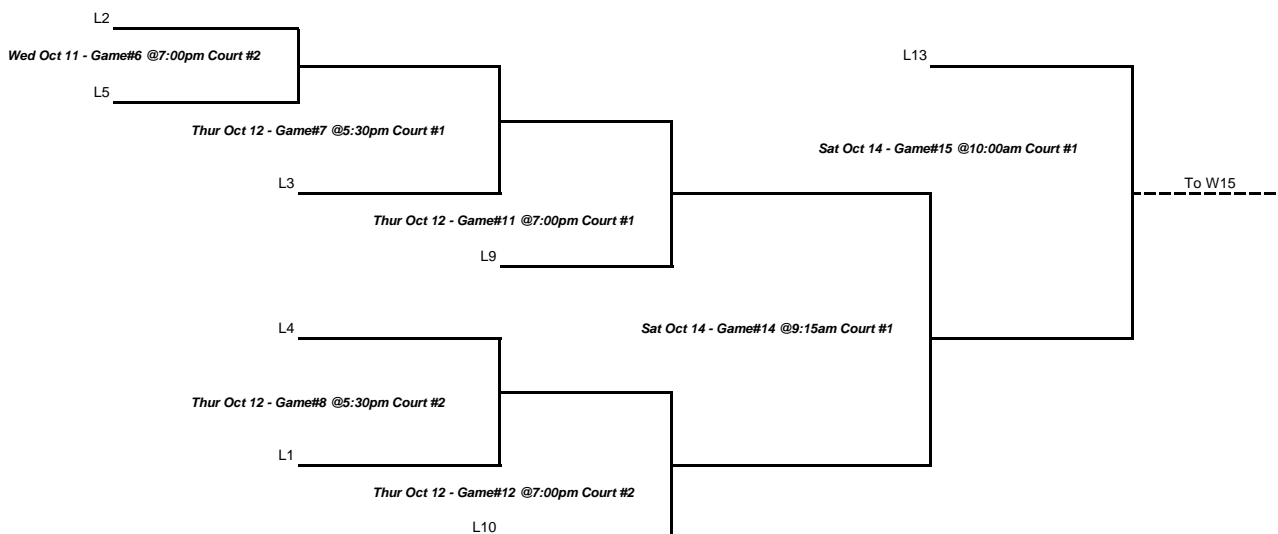 L2
Wed Oct 11 - Game#6 @7:00pm Court #2
L13
L5
Thur Oct 12 - Game#7 @5:30pm Court #1
Sat Oct 14 - Game#15 @10:00am Court #1
L3
To W15
Thur Oct 12 - Game#11 @7:00pm Court #1
L9
L4
Sat Oct 14 - Game#14 @9:15am Court #1
Thur Oct 12 - Game#8 @5:30pm Court #2
L1
Thur Oct 12 - Game#12 @7:00pm Court #2
L10